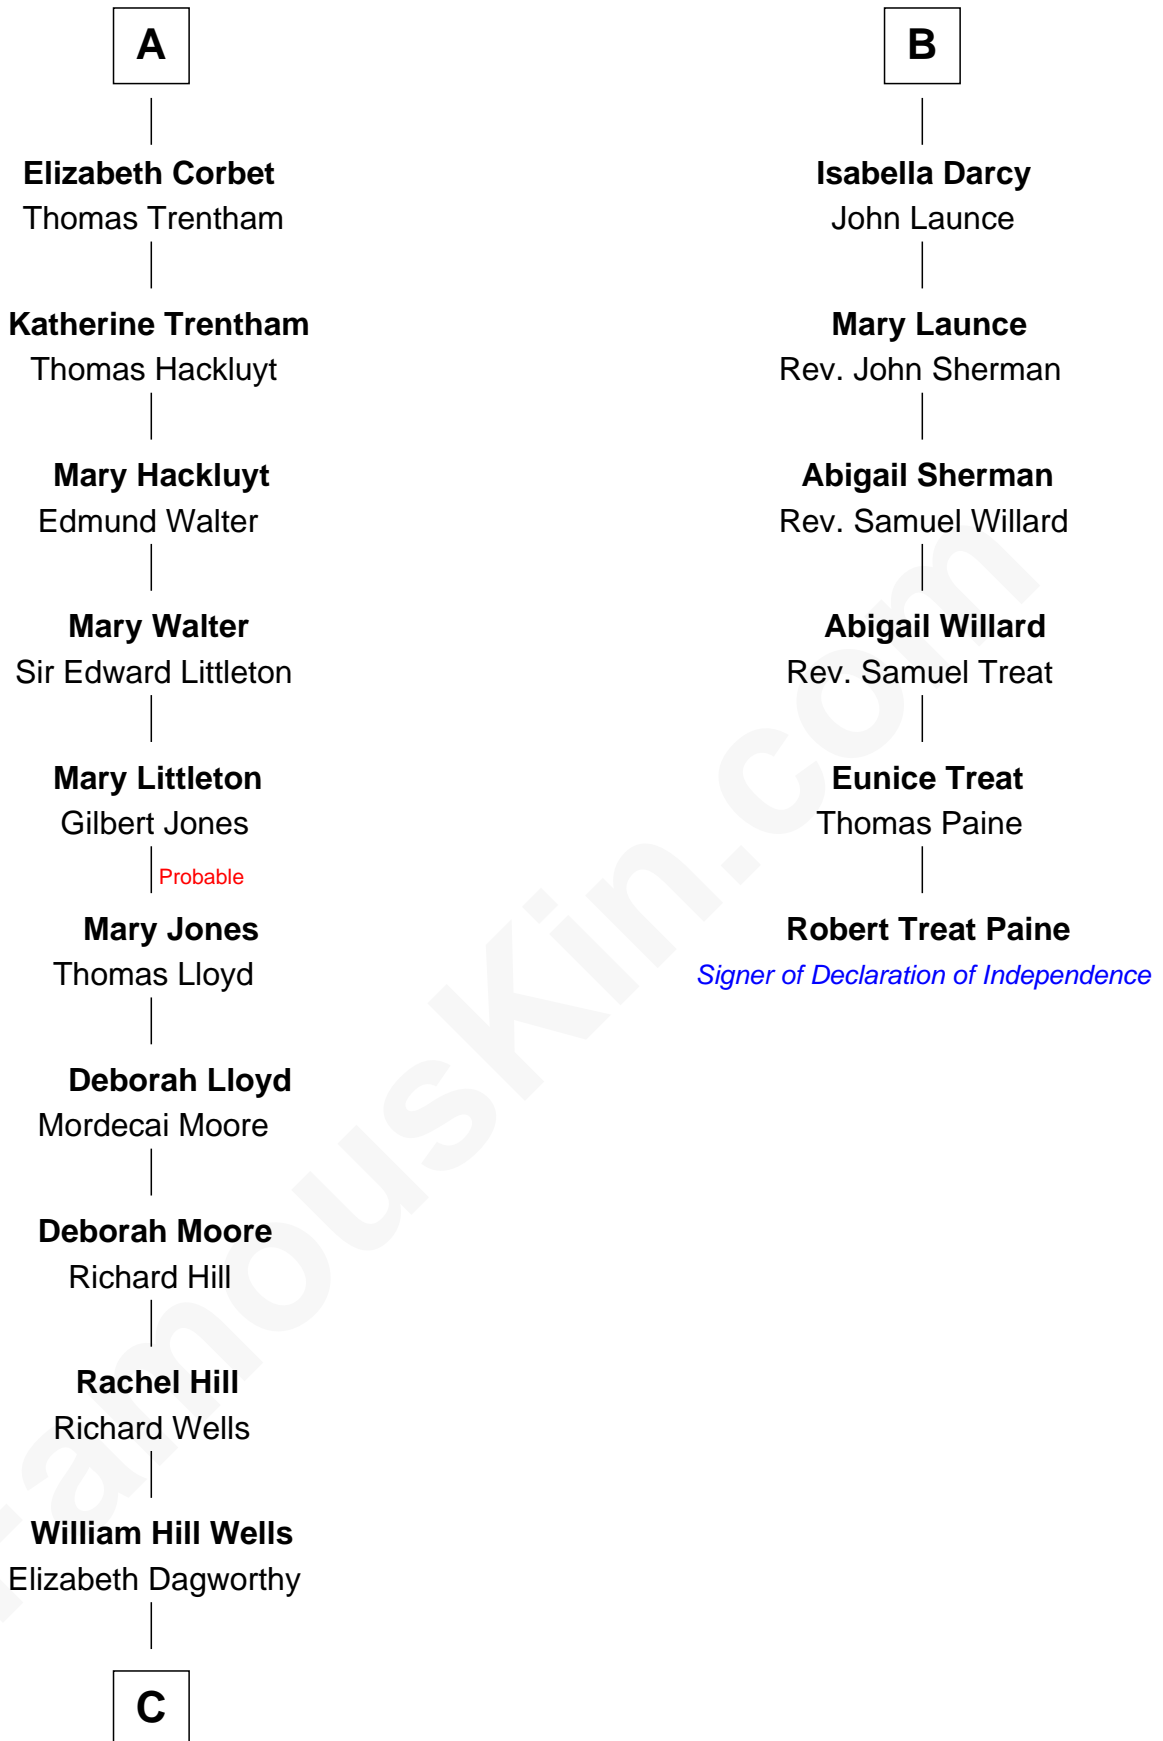 A
Elizabeth Corbet
Thomas Trentham
Katherine Trentham
Thomas Hackluyt
Mary Hackluyt
Edmund Walter
Mary Walter
Sir Edward Littleton
Mary Littleton
Gilbert Jones
Probable
Mary Jones
Thomas Lloyd
Deborah Lloyd
Mordecai Moore
Deborah Moore
Richard Hill
Rachel Hill
Richard Wells
William Hill Wells
Elizabeth Dagworthy
C
B
Isabella Darcy
John Launce
Mary Launce
Rev. John Sherman
Abigail Sherman
Rev. Samuel Willard
Abigail Willard
Rev. Samuel Treat
Eunice Treat
Thomas Paine
Robert Treat Paine
Signer of Declaration of Independence
FamousKin.com